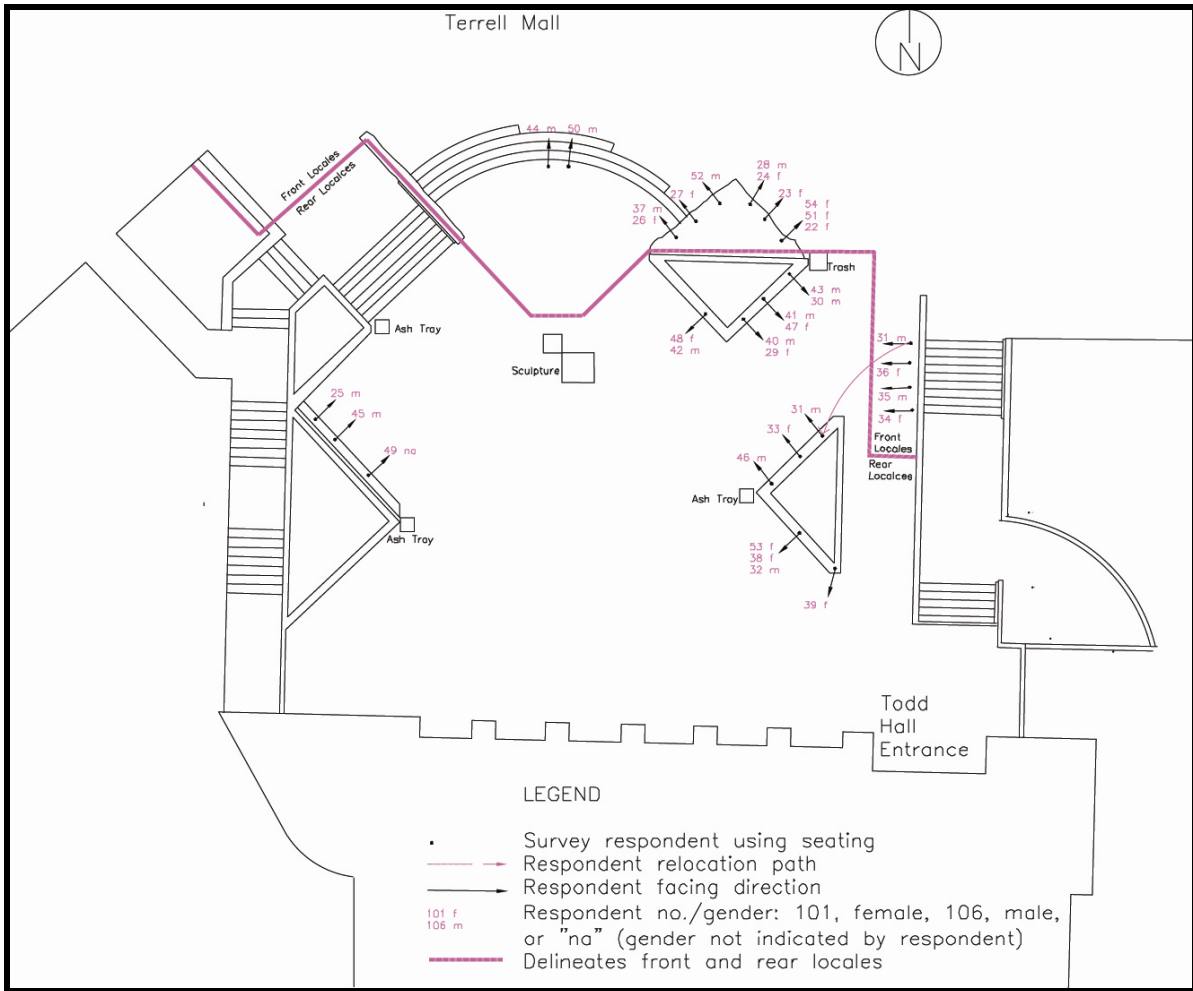 Terrell Mall
N
44 m 50 m
Front Locales
Rear Localces
52 m
28 m
24 f
27 f
23 f
37 m
26 f
54 f
51 f
22 f
Trash
43 m
30 m
41 m
47 f
40 m
29 f
48 f
42 m
Ash Tray
Sculpture
31 m
36 f
35 m
34 f
Front
Locales
Rear
Localces
25 m
45 m
49 na
31 m
33 f
46 m
Ash Tray
Ash Tray
53 f
38 f
32 m
39 f
Todd
Hall
Entrance
LEGEND
Survey respondent using seating
Respondent relocation path
Respondent facing direction
101 f
106 m
Respondent no./gender: 101, female, 106, male,
or "na" (gender not indicated by respondent)
Delineates front and rear locales